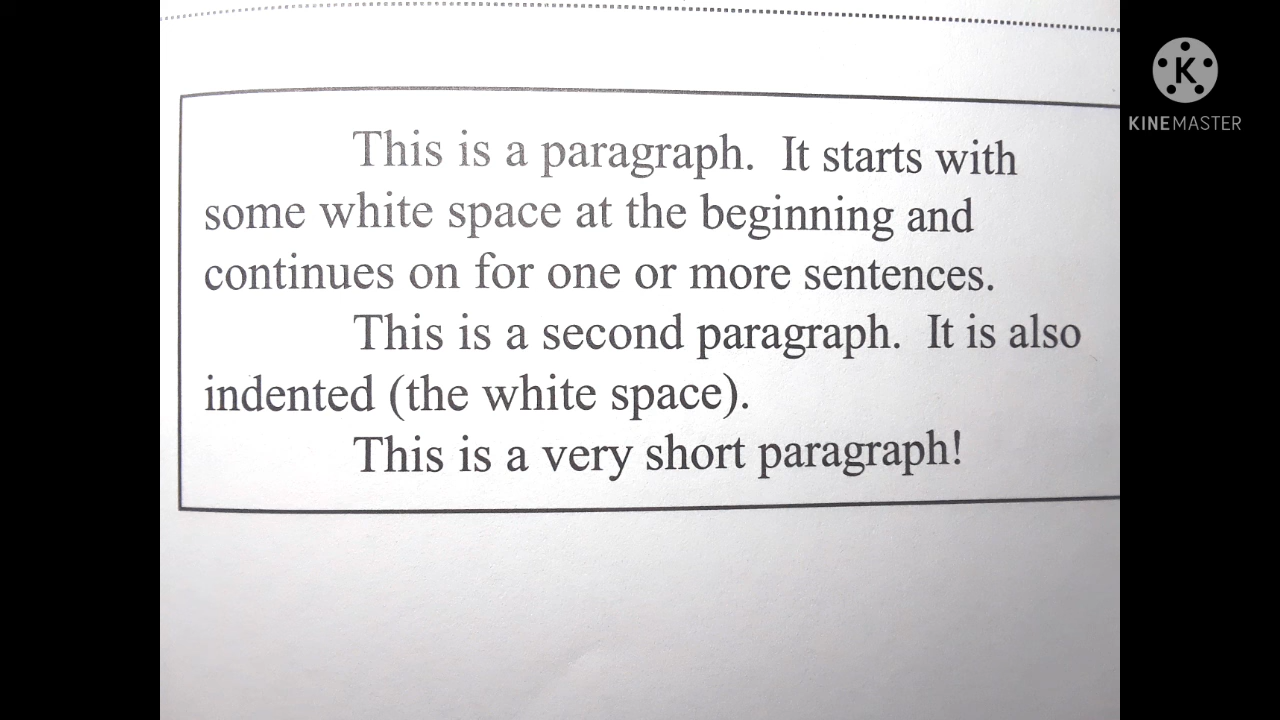 This is a paragraph. It starts with
some white space at the beginning and
continues on for one or more sentences.
This is a second paragraph. It is also
indented (the white space).
This is a very short paragraph!
K
KINEMASTER